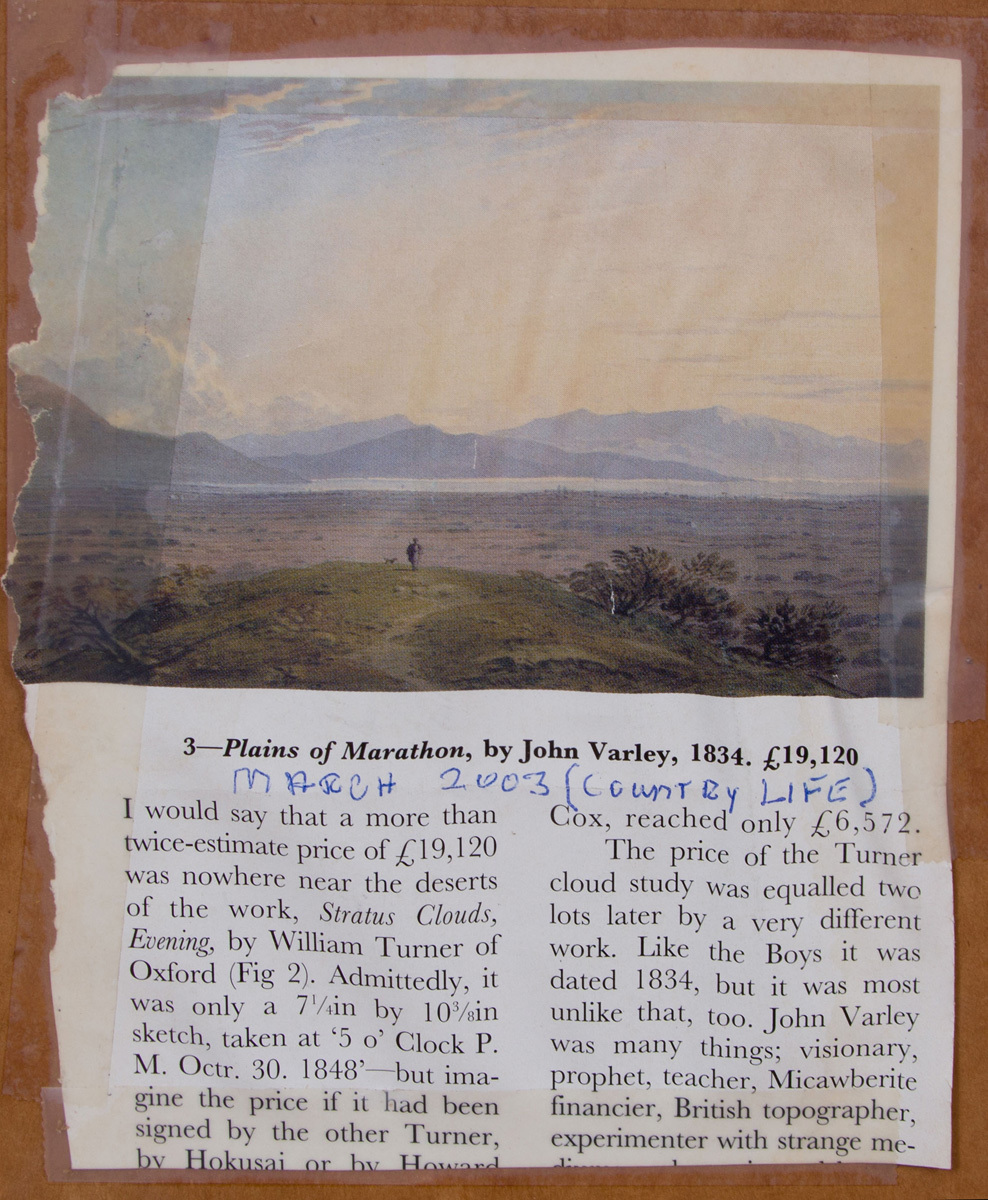 3—Plains of Marathon, by John Varley, 1834. £19,120
MARCH 2003 (COUNTRY LIFE)
I would say that a more than
twice-estimate price of £19,120
was nowhere near the deserts
of the work, Stratus Clouds,
Evening, by William Turner of
Oxford (Fig 2). Admittedly, it
was only a 7¼in by 10⅜in
sketch, taken at ‘5 o’ Clock P.
M. Octr. 30. 1848’—but ima-
gine the price if it had been
signed by the other Turner,
by Hokusai or by Howard
Cox, reached only £6,572.
The price of the Turner
cloud study was equalled two
lots later by a very different
work. Like the Boys it was
dated 1834, but it was most
unlike that, too. John Varley
was many things; visionary,
prophet, teacher, Micawberite
financier, British topographer,
experimenter with strange me-